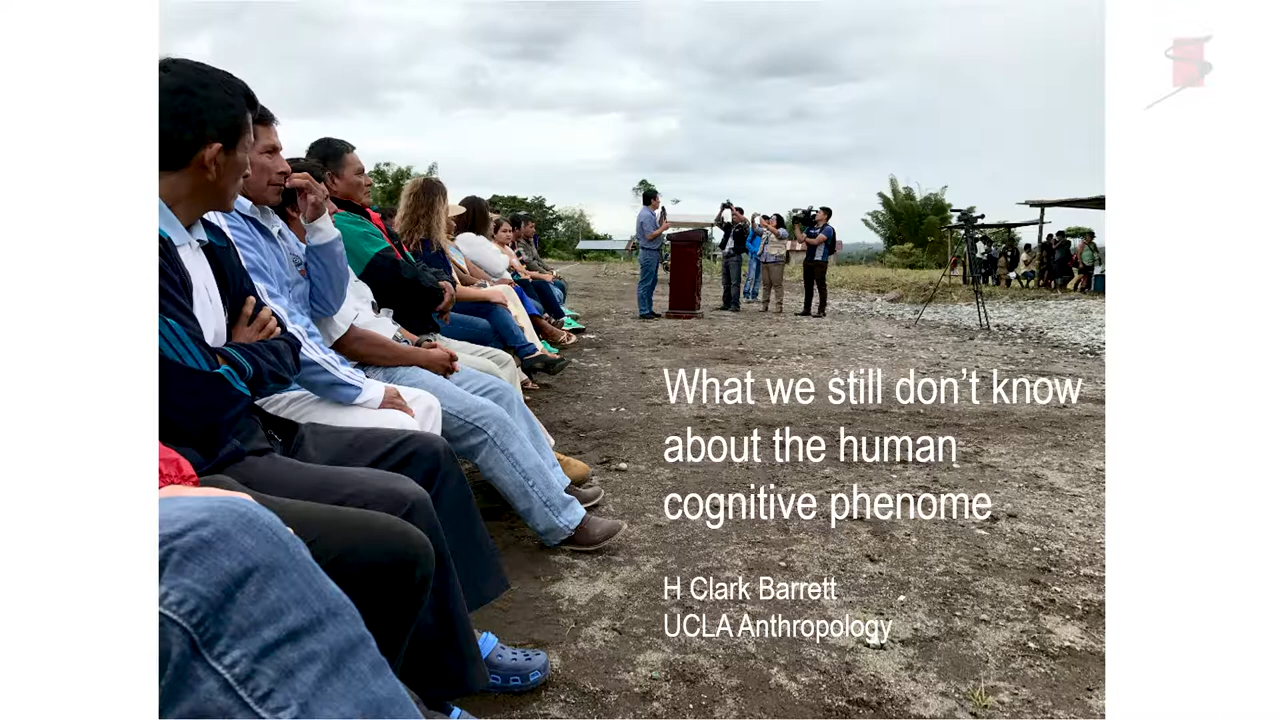 What we still don't know
about the human
cognitive phenome
H Clark Barrett
UCLA Anthropology